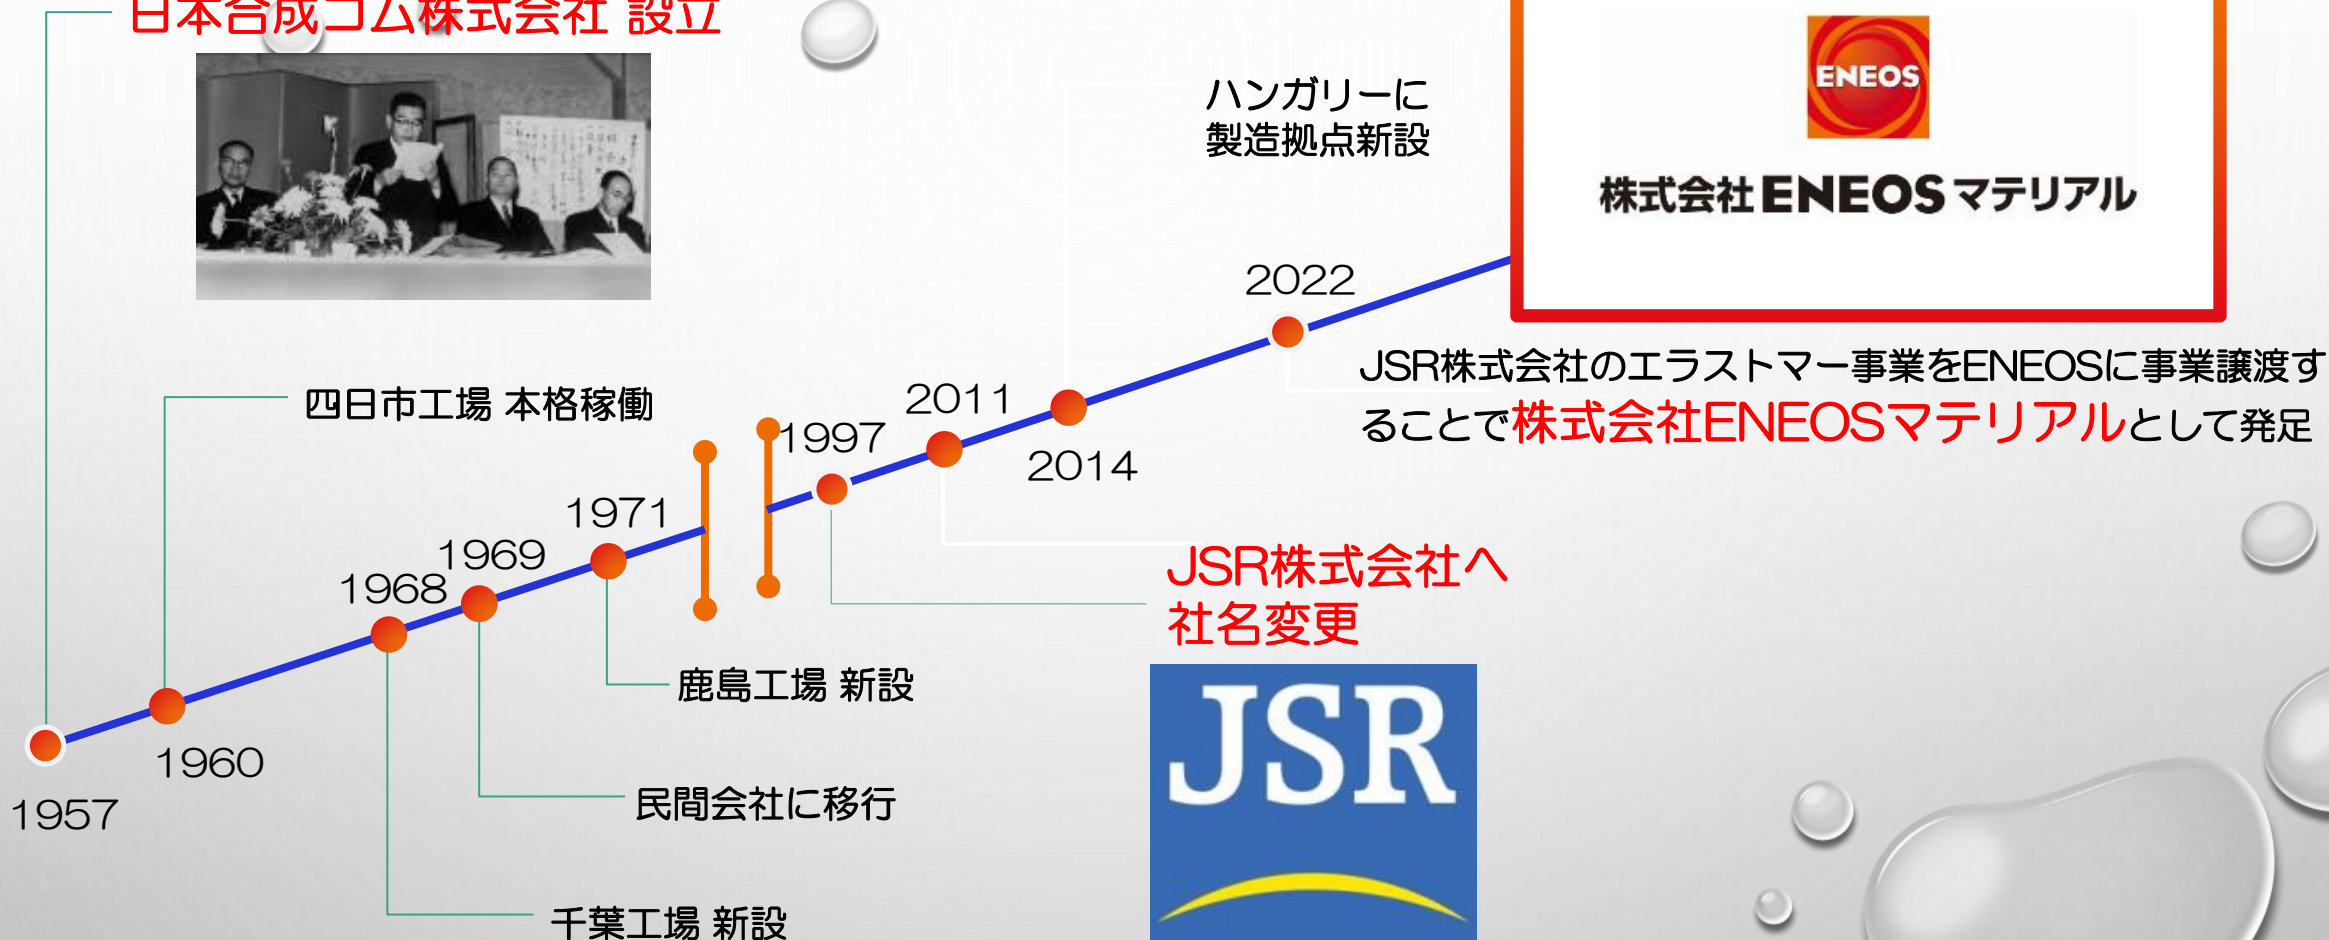 日本合成ゴム株式会社 設立
ハンガリーに
製造拠点新設
ENEOS
株式会社ENEOSマテリアル
2022
JSR株式会社のエラストマー事業をENEOSに事業譲渡す
ることで株式会社ENEOSマテリアルとして発足
四日市工場 本格稼働
2011
1997
2014
1971
1969
1968
JSR株式会社へ
社名変更
鹿島工場 新設
JSR
1960
1957
民間会社に移行
千葉工場 新設